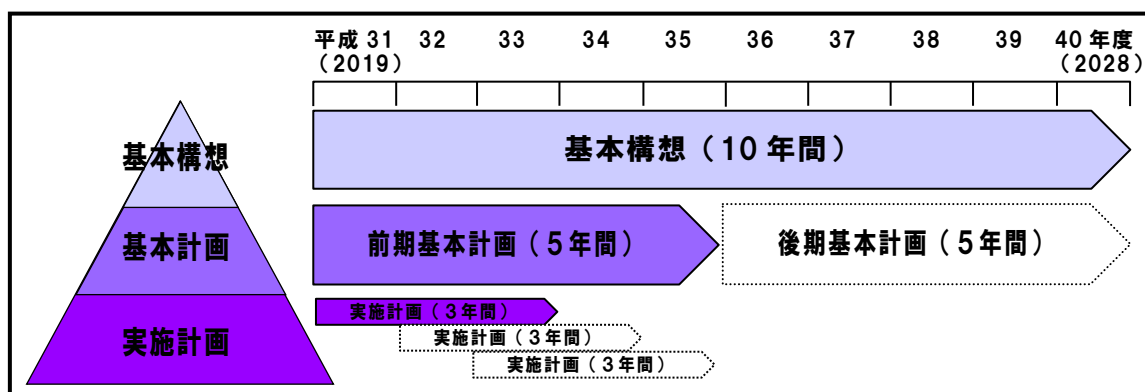 平成 31 32 33 34 35 36 37 38 39 40 年度
（2019） （2028）
基本構想
基本構想（10 年間）
基本計画
前期基本計画（５年間） 後期基本計画（５年間）
実施計画
実施計画（３年間）
実施計画（３年間）
実施計画（３年間）